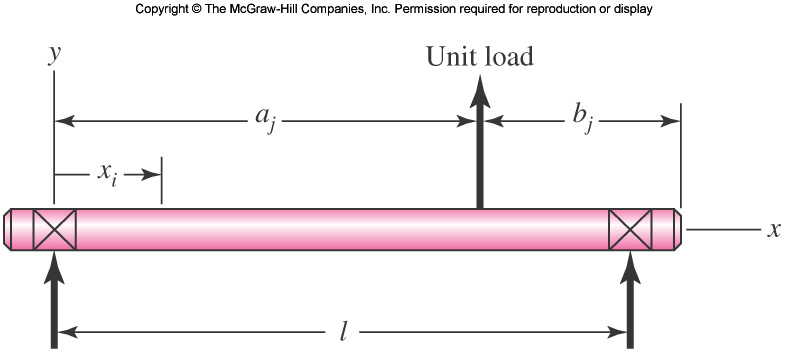 Copyright © The McGraw-Hill Companies, Inc. Permission required for reproduction or display
y
Unit load
a_j
b_j
x_i
x
l